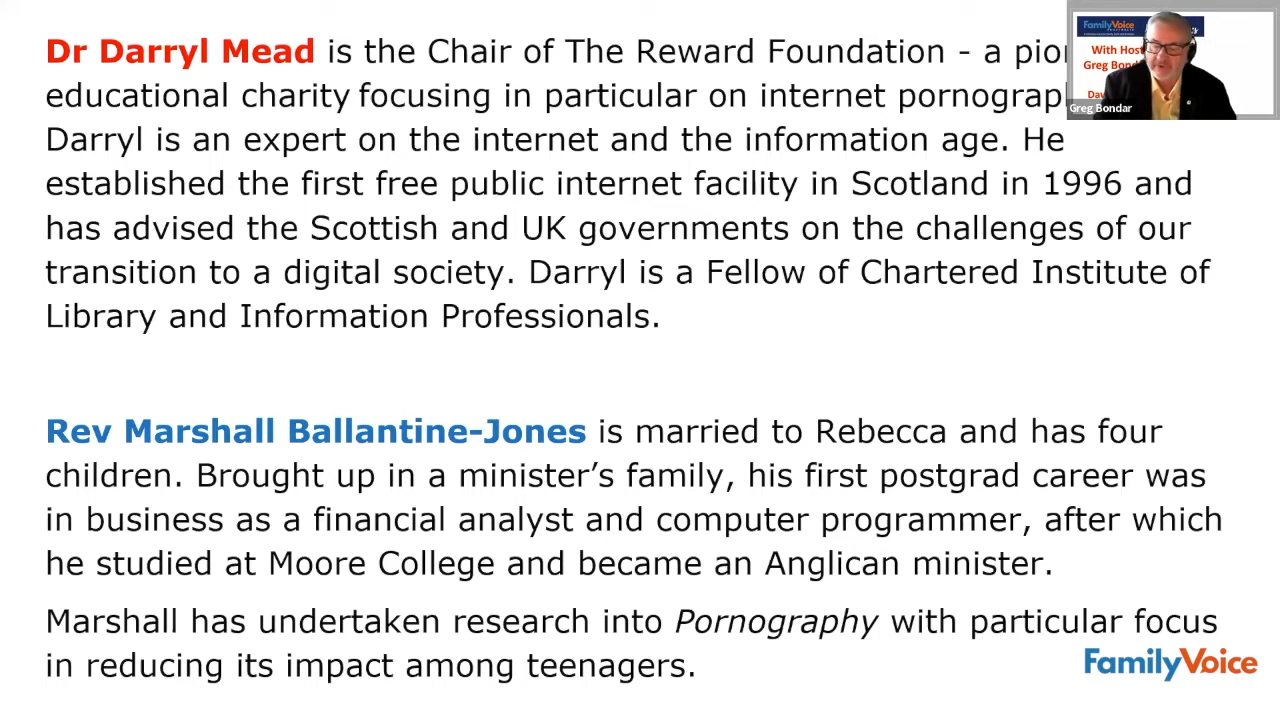 Dr Darryl Mead is the Chair of The Reward Foundation - a
educational charity focusing in particular on internet
Darryl is an expert on the internet and the information age. He
established the first free public internet facility in Scotland in 1996 and
has advised the Scottish and UK governments on the challenges of our
transition to a digital society. Darryl is a Fellow of Chartered Institute of
Library and Information Professionals.
Rev Marshall Ballantine-Jones is married to Rebecca and has four
children. Brought up in a minister’s family, his first postgrad career was
in business as a financial analyst and computer programmer, after which
he studied at Moore College and became an Anglican minister.
Marshall has undertaken research into Pornography with particular focus
in reducing its impact among teenagers.
FamilyVoice
FamilyVoice
With Host
Greg
Greg Bondar